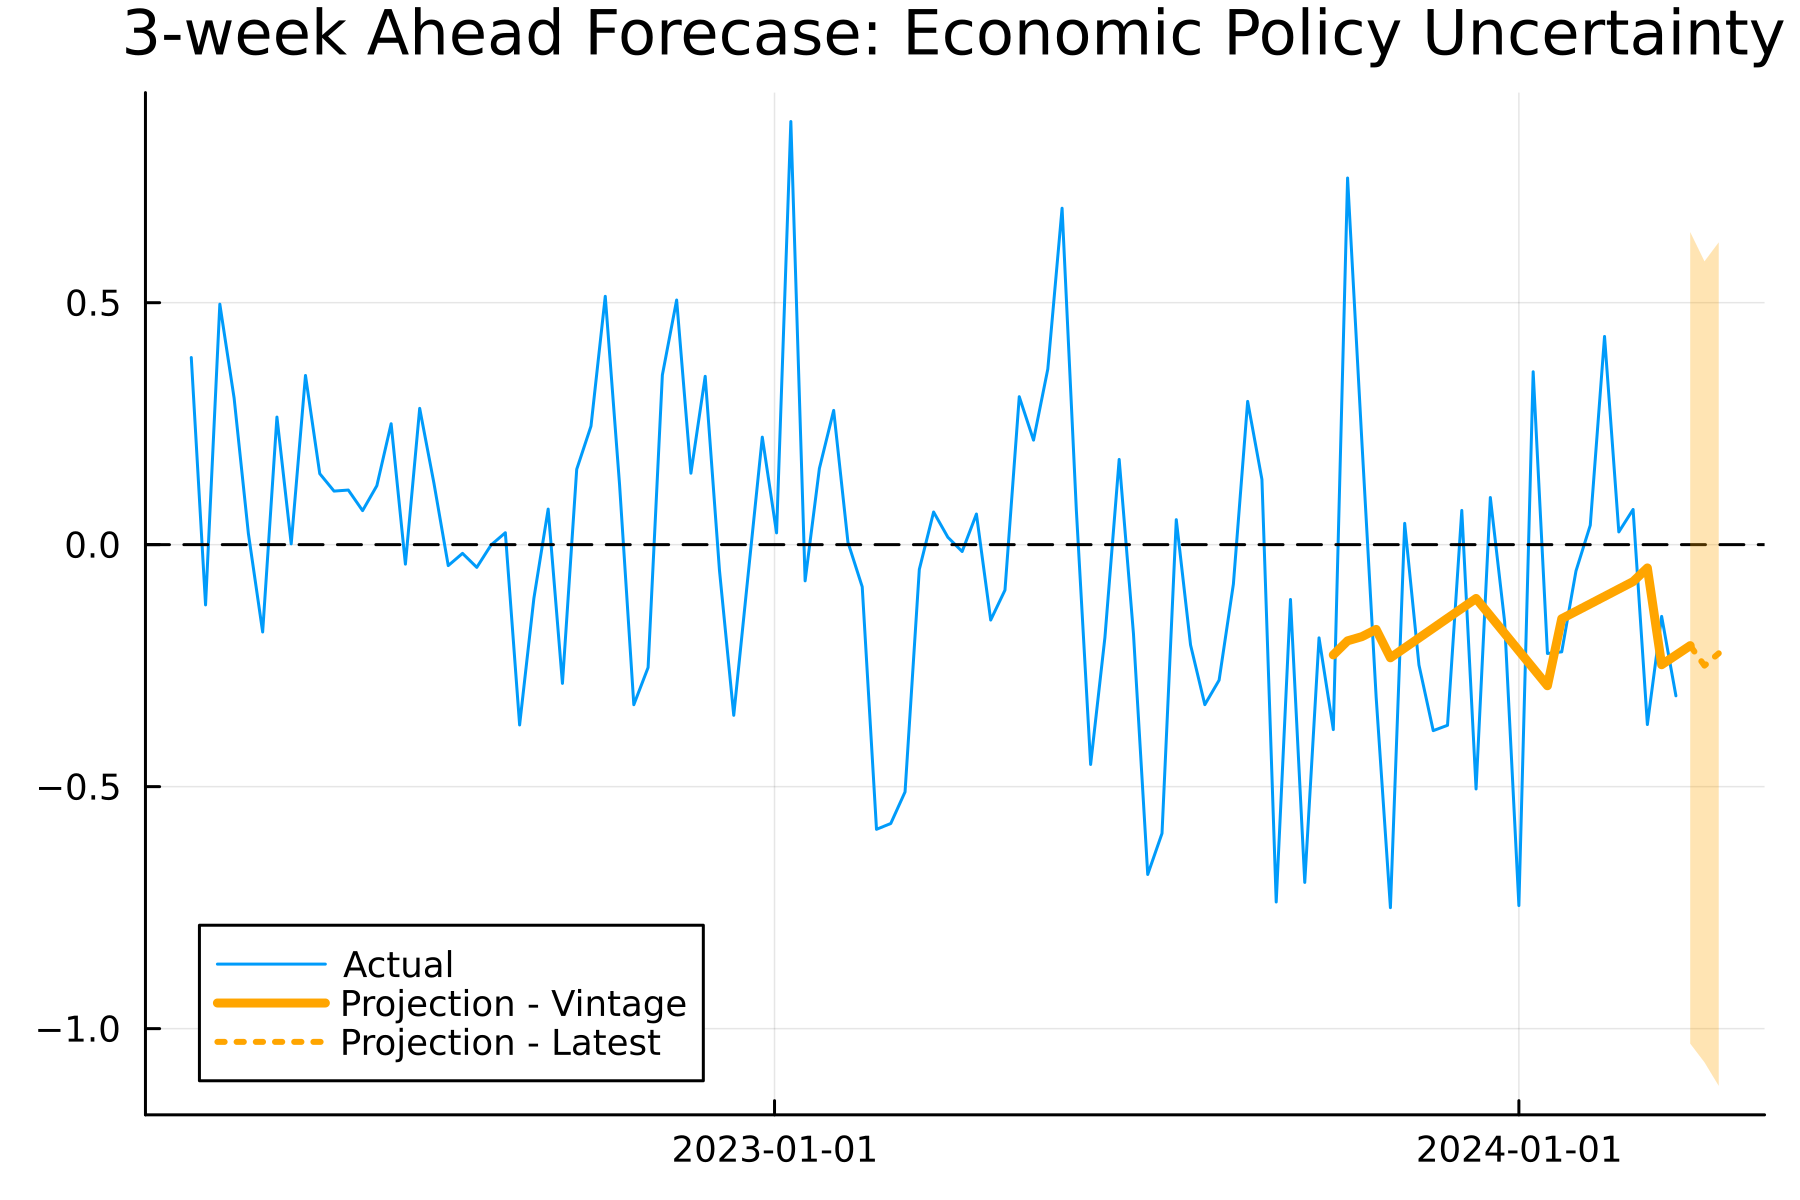 3-week Ahead Forecase: Economic Policy Uncertainty
0.5
0.0
−0.5
−1.0
Actual
Projection - Vintage
Projection - Latest
2023-01-01
2024-01-01